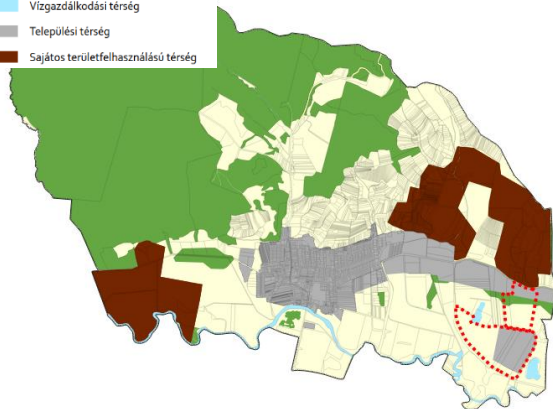 Vízgazdálkodási térség
Települési térség
Sajátos területfelhasználású térség